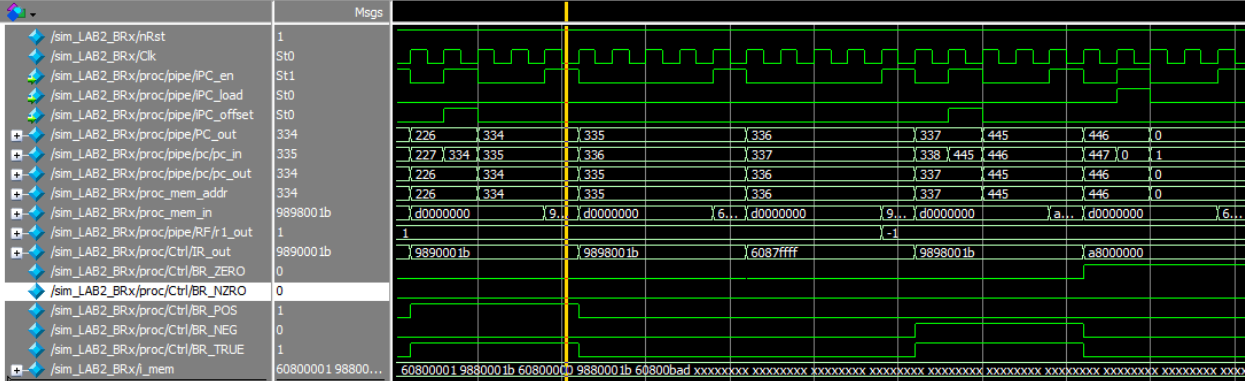 Msgs
/sim_LAB2_BRx/nRst 1
/sim_LAB2_BRx/Clk St0
/sim_LAB2_BRx/proc/pipe/PC_en St1
/sim_LAB2_BRx/proc/pipe/PC_load St0
/sim_LAB2_BRx/proc/pipe/PC_offset St0
/sim_LAB2_BRx/proc/pipe/PC_out 334 226 334 335 336 337 445 446 0
/sim_LAB2_BRx/proc/pipe/pc/pc_in 335 227 334 335 336 337 338 445 446 447 0 1
/sim_LAB2_BRx/proc/pipe/pc/pc_out 334 226 334 335 336 337 445 446 0
/sim_LAB2_BRx/proc_mem_addr 334 226 334 335 336 337 445 446 0
/sim_LAB2_BRx/proc_mem_in 9898001b d0000000 9... d0000000 6... d0000000 9... d0000000 a... d0000000 6...
/sim_LAB2_BRx/proc/pipe/RF/r1_out 1 1 -1
/sim_LAB2_BRx/proc/Ctrl/IR_out 9890001b 9890001b 9898001b 6087ffff 9898001b a8000000
/sim_LAB2_BRx/proc/Ctrl/BR_ZERO 0
/sim_LAB2_BRx/proc/Ctrl/BR_NZRO 0
/sim_LAB2_BRx/proc/Ctrl/BR_POS 1
/sim_LAB2_BRx/proc/Ctrl/BR_NEG 0
/sim_LAB2_BRx/proc/Ctrl/BR_TRUE 1
/sim_LAB2_BRx/i_mem 60800001 98800... 60800001 9880001b 9880001b 60800bad xxxxxxxx xxxxxxxx xxxxxxxx xxxxxxxx xxxxxxxx xxxxxxxx xxxxxxxx xxxxxxxx xxxxxxxx xxxxxxxx xxxxxxxx xxx